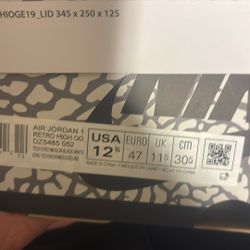 HIOGE19_LID 345 x 250 x 125
AIR JORDAN 1
RETRO HIGH OG
DZ5485 052
USA EURO UK CM
12.5 47 11.5 30.5